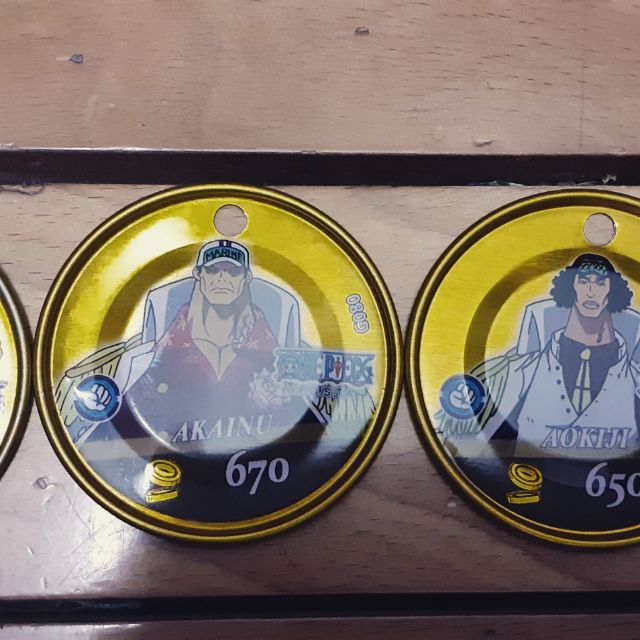 MARINE
G080
ONE PIECE
AKAINU
670
AOKIJI
650